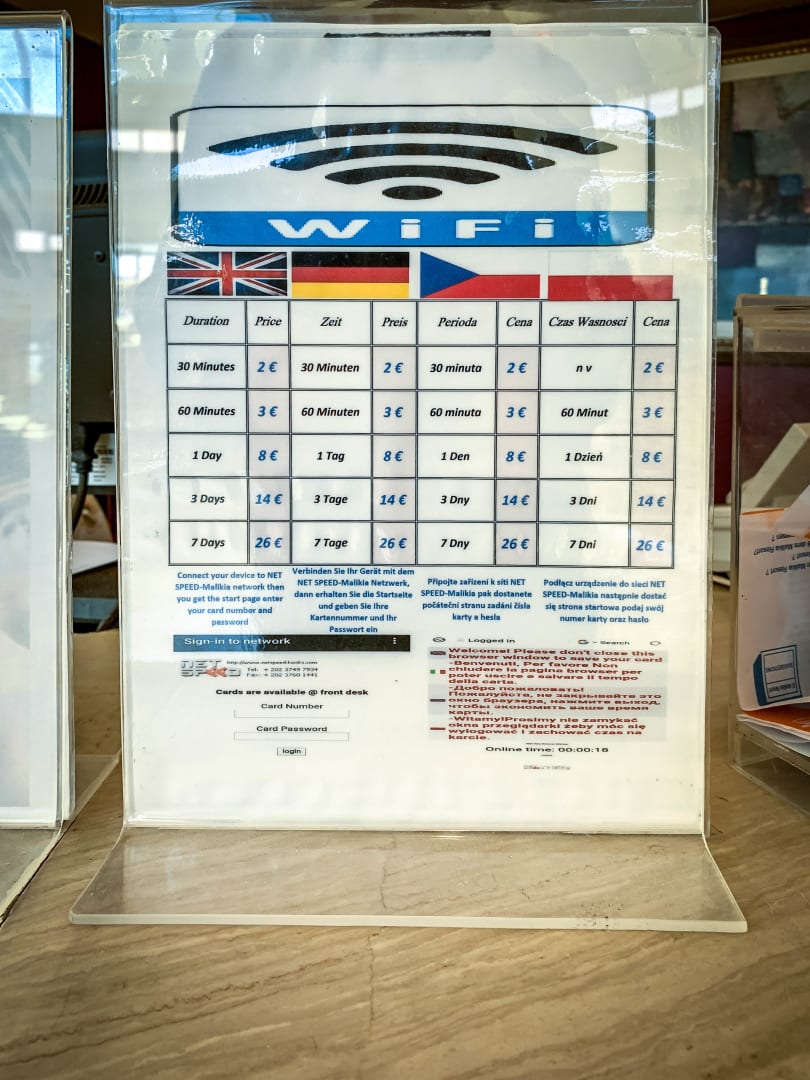 WiFi
Duration Price Zeit Preis Perioda Cena Czas Wasnosci Cena
30 Minutes 2 € 30 Minuten 2 € 30 minuta 2 € n v 2 €
60 Minutes 3 € 60 Minuten 3 € 60 minuta 3 € 60 Minut 3 €
1 Day 8 € 1 Tag 8 € 1 Den 8 € 1 Dzień 8 €
3 Days 14 € 3 Tage 14 € 3 Dny 14 € 3 Dni 14 €
7 Days 26 € 7 Tage 26 € 7 Dny 26 € 7 Dni 26 €
Connect your device to NET
SPEED-Malikia network then
you get the start page enter
your card number and
password
Verbinden Sie Ihr Gerät mit dem
NET SPEED-Malikia Netzwerk,
dann erhalten Sie die Startseite
und geben Sie Ihre
Kartennummer und Ihr
Passwort ein
Připojte zařízení k síti NET
SPEED-Malikia pak dostanete
počáteční stranu zadání čísla
karty a hesla
Podłącz urządzenie do sieci NET
SPEED-Malikia następnie dostać
się strona startowa podaj swój
numer karty oraz hasło
Sign-in to network
NET SPEED
Tel: + 202 3749 7934
Fax: + 202 3760 1441
Cards are available @ front desk
Card Number
Card Password
login
Logged in
G - Search
Welcome! Please don't close this
browser window to save your card
-Benvenuti, Per favore Non
chiudere la pagina browser per
poter uscire e salvare il tempo
della carta.
-Добро пожаловать!
Пожалуйста, не закрывайте это
окно браузера, нажмите выход,
чтобы экономить ваше время
карты.
-Witamy!Prosimy nie zamykać
okna przeglądarki żeby móc się
wylogować i zachować czas na
karcie.
Online time: 00:00:18